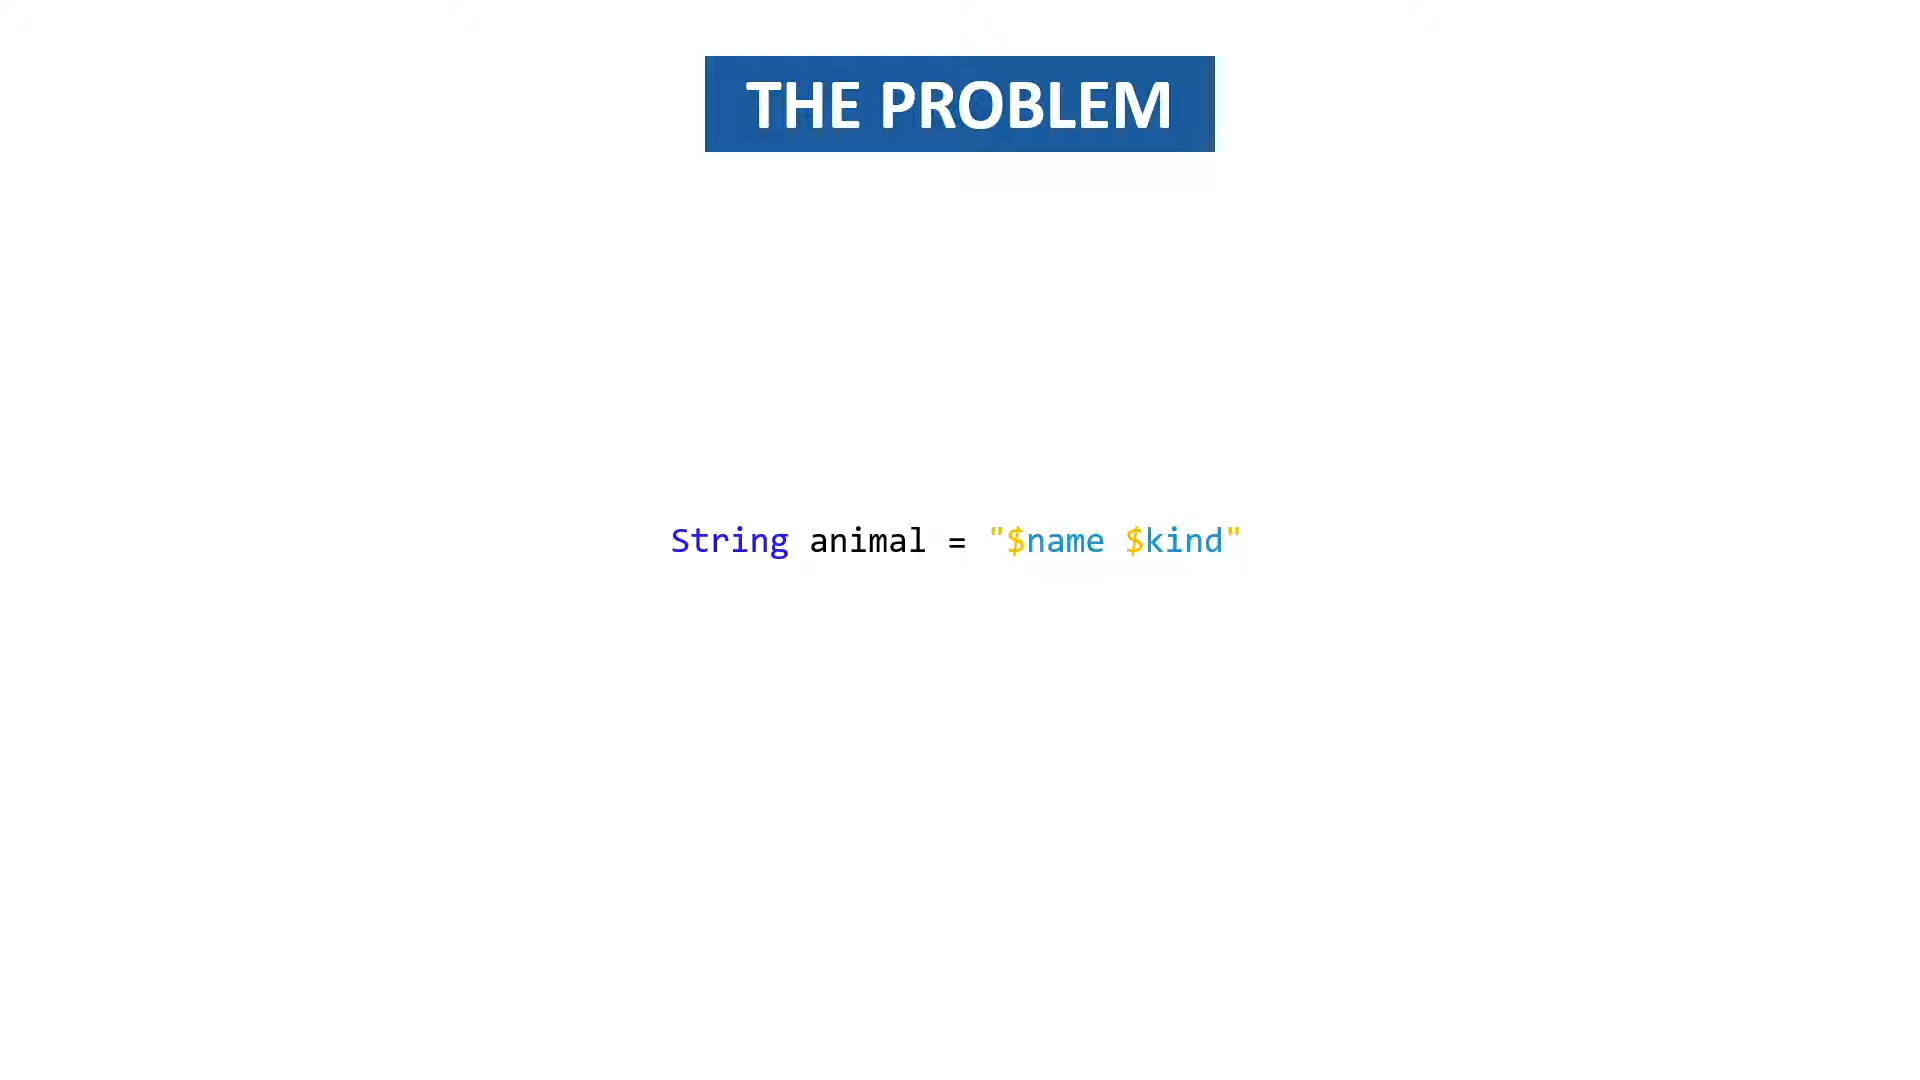 THE PROBLEM
String animal = "$name $kind"